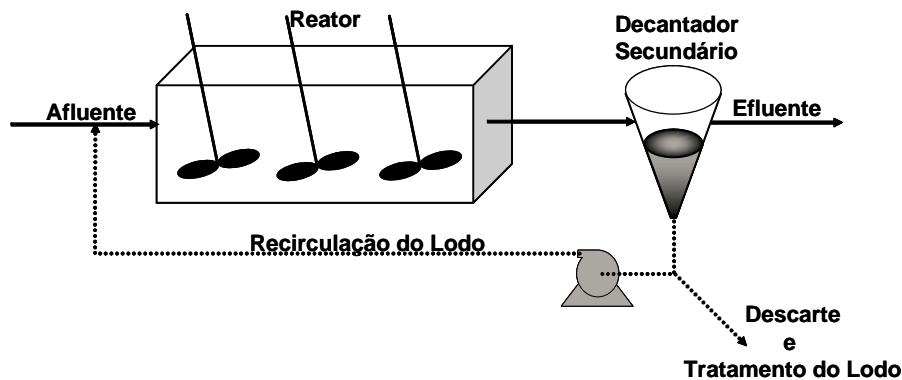 Reator
Decantador
Secundário
Afluente
Efluente
Recirculação do Lodo
Descarte
e
Tratamento do Lodo